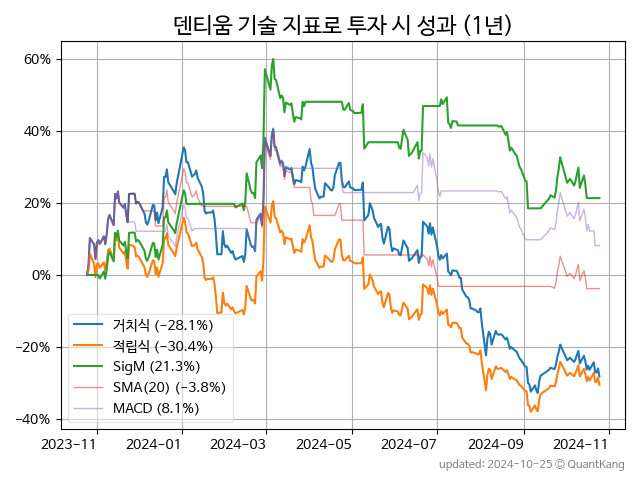 덴티움 기술 지표로 투자 시 성과 (1년)
60%
40%
20%
0%
−20%
−40%
거치식 (−28.1%)
적립식 (−30.4%)
SigM (21.3%)
SMA(20) (−3.8%)
MACD (8.1%)
2023-11
2024-01
2024-03
2024-05
2024-07
2024-09
2024-11
updated: 2024-10-25 © QuantKang